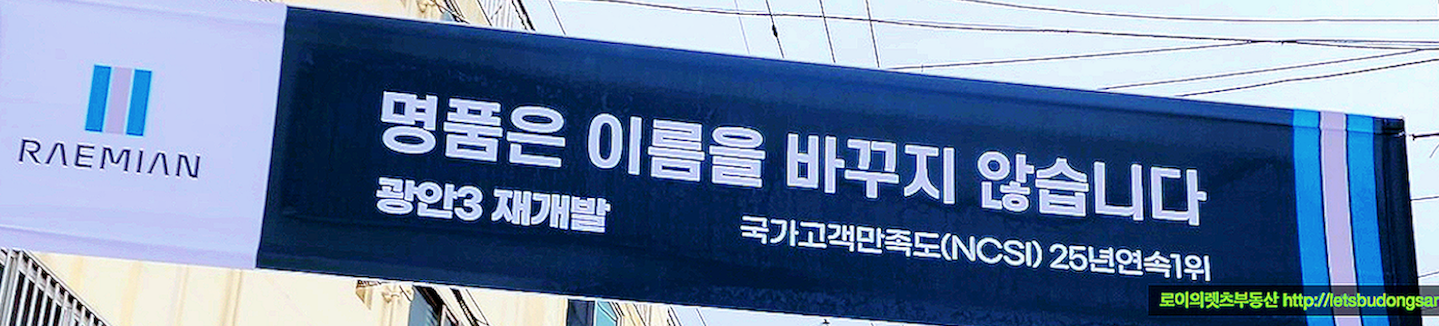 RAEMIAN
명품은 이름을 바꾸지 않습니다
광안3 재개발
국가고객만족도(NCSI) 25년연속1위
로이의렛츠부동산 http://letsbudongsan